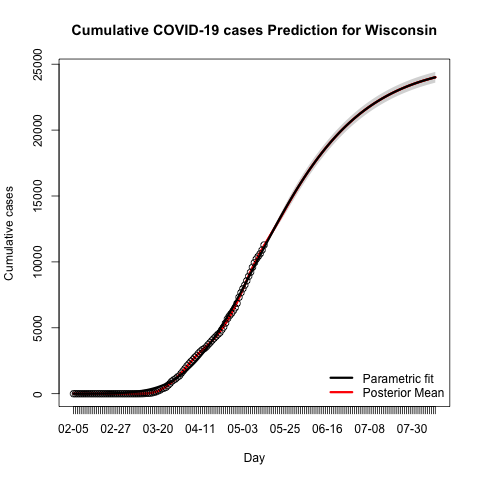 Cumulative COVID-19 cases Prediction for Wisconsin
Cumulative cases
25000
20000
15000
10000
5000
0
Parametric fit
Posterior Mean
02-05 02-27 03-20 04-11 05-03 05-25 06-16 07-08 07-30
Day